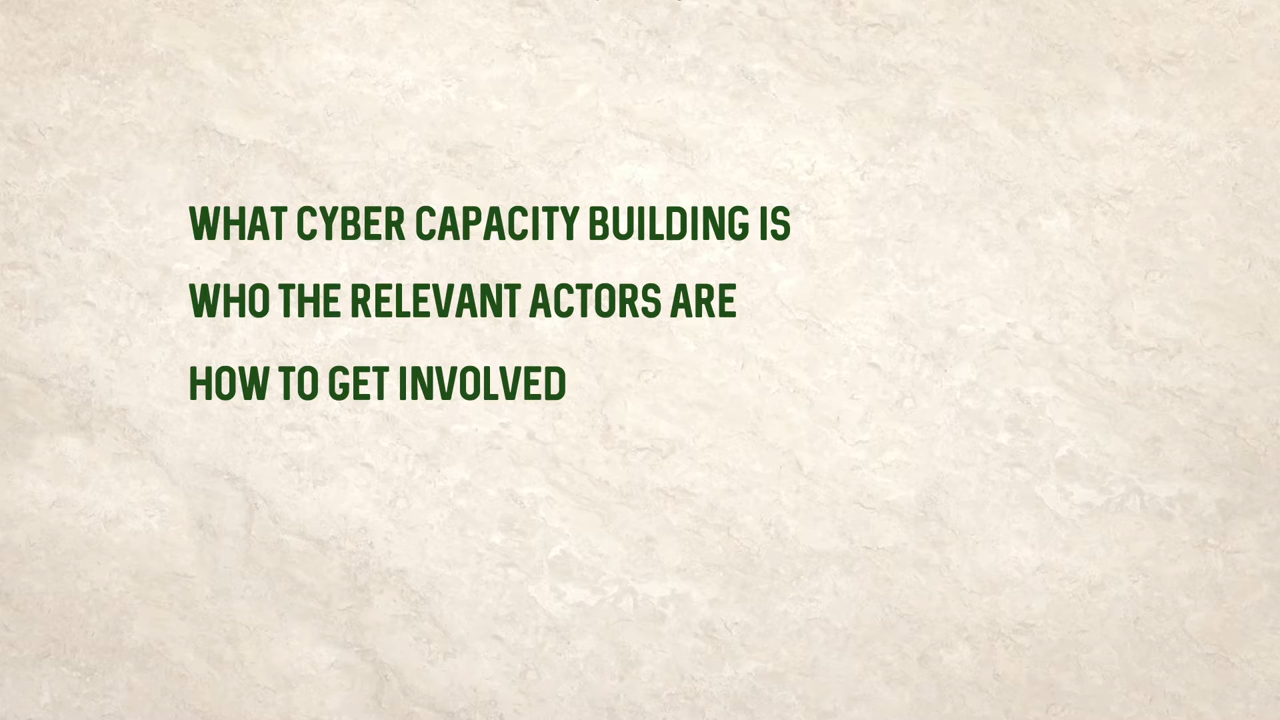 WHAT CYBER CAPACITY BUILDING IS
WHO THE RELEVANT ACTORS ARE
HOW TO GET INVOLVED